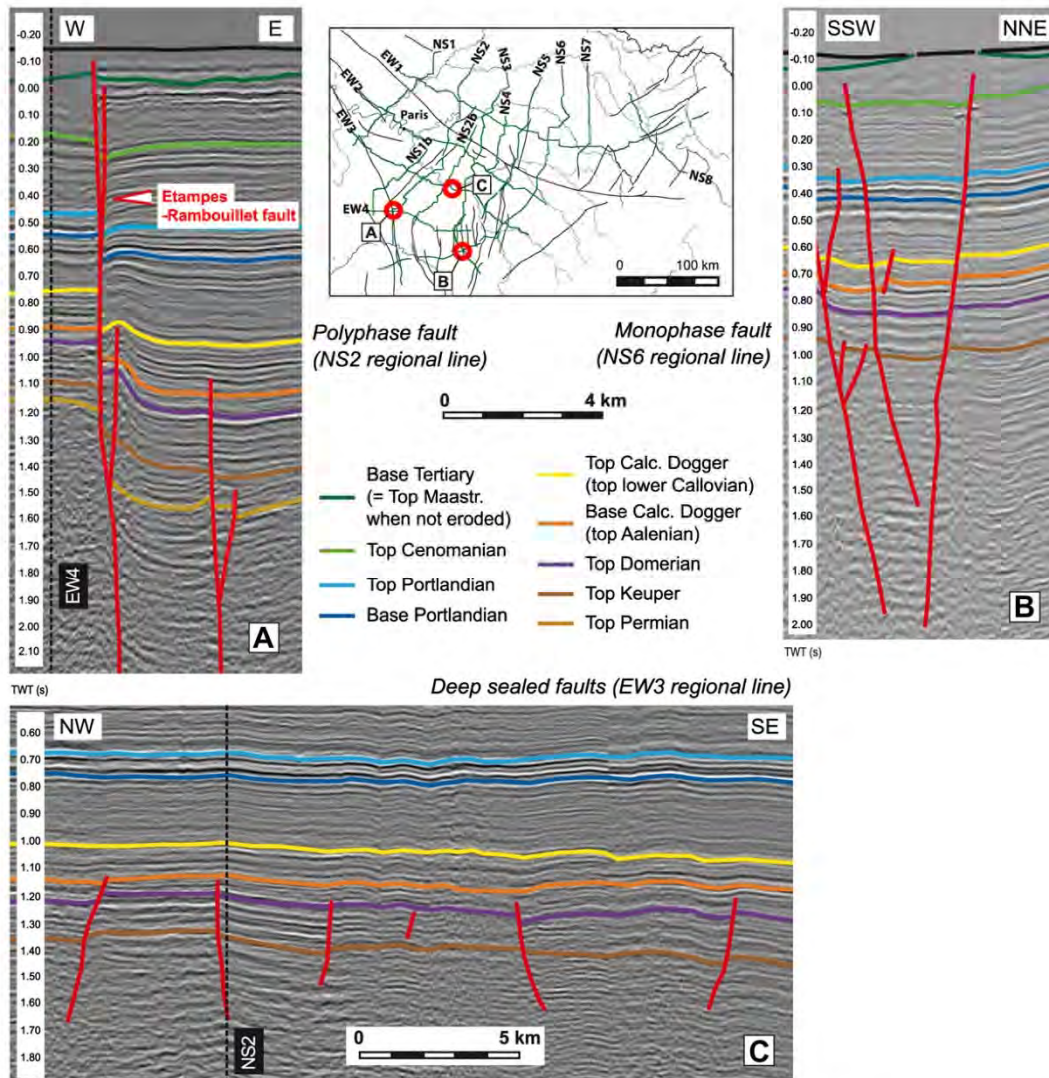 W
E
-0.20
-0.10
0.00
0.10
0.20
0.30
0.40
0.50
0.60
0.70
0.80
0.90
1.00
1.10
1.20
1.30
1.40
1.50
1.60
1.70
1.80
1.90
2.00
2.10
TWT (s)
Etampes
-Rambouillet fault
EW4
A
NS1
NS2
NS3
NS4
NS5
NS6
NS7
NS8
EW1
EW2
EW3
EW4
Paris
NS1b
NS2b
A
B
C
0 100 km
Polyphase fault
(NS2 regional line)
Monophase fault
(NS6 regional line)
0 4 km
Base Tertiary
(= Top Maastr.
when not eroded)
Top Cenomanian
Top Portlandian
Base Portlandian
Top Calc. Dogger
(top lower Callovian)
Base Calc. Dogger
(top Aalenian)
Top Domerian
Top Keuper
Top Permian
SSW
NNE
-0.20
-0.10
0.00
0.10
0.20
0.30
0.40
0.50
0.60
0.70
0.80
0.90
1.00
1.10
1.20
1.30
1.40
1.50
1.60
1.70
1.80
1.90
2.00
TWT (s)
B
Deep sealed faults (EW3 regional line)
NW
SE
0.60
0.70
0.80
0.90
1.00
1.10
1.20
1.30
1.40
1.50
1.60
1.70
1.80
NS2
0 5 km
C